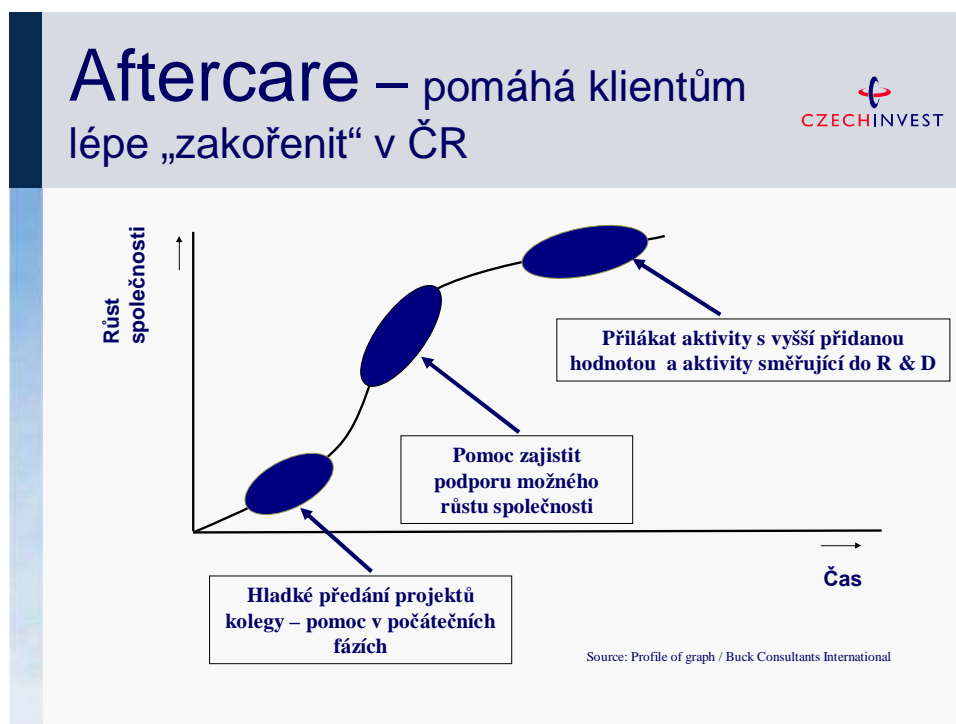 Aftercare – pomáhá klientům
lépe „zakořenit“ v ČR
CZECHINVEST
Růst
společnosti
Přilákat aktivity s vyšší přidanou
hodnotou a aktivity směřující do R & D
Pomoc zajistit
podporu možného
růstu společnosti
Čas
Hladké předání projektů
kolegy – pomoc v počátečních
fázích
Source: Profile of graph / Buck Consultants International